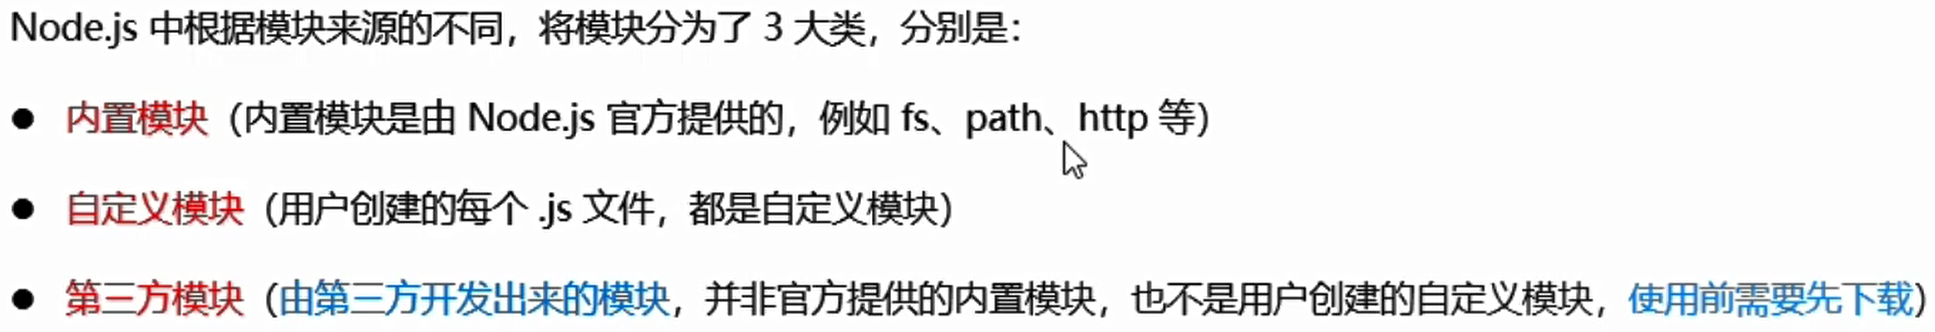 Node.js 中根据模块来源的不同，将模块分为了 3 大类，分别是：
● 内置模块（内置模块是由 Node.js 官方提供的，例如 fs、path、http 等）
● 自定义模块（用户创建的每个 .js 文件，都是自定义模块）
● 第三方模块（由第三方开发出来的模块，并非官方提供的内置模块，也不是用户创建的自定义模块，使用前需要先下载）